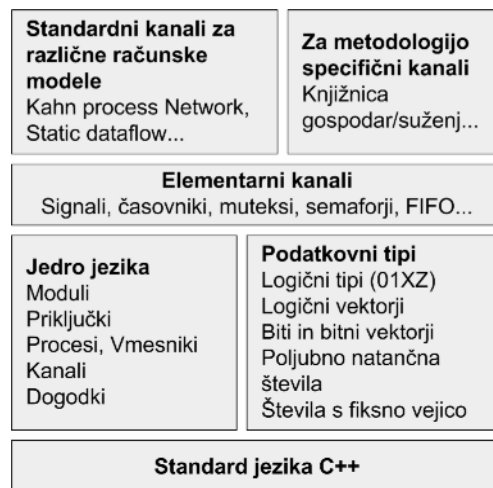 Standardni kanali za
različne računske
modele
Kahn process Network,
Static dataflow...
Za metodologijo
specifični kanali
Knjižnica
gospodar/suženj...
Elementarni kanali
Signali, časovniki, muteksi, semaforji, FIFO...
Jedro jezika
Moduli
Priključki
Procesi, Vmesniki
Kanali
Dogodki
Podatkovni tipi
Logični tipi (01XZ)
Logični vektorji
Biti in bitni vektorji
Poljubno natančna
števila
Števila s fiksno vejico
Standard jezika C++